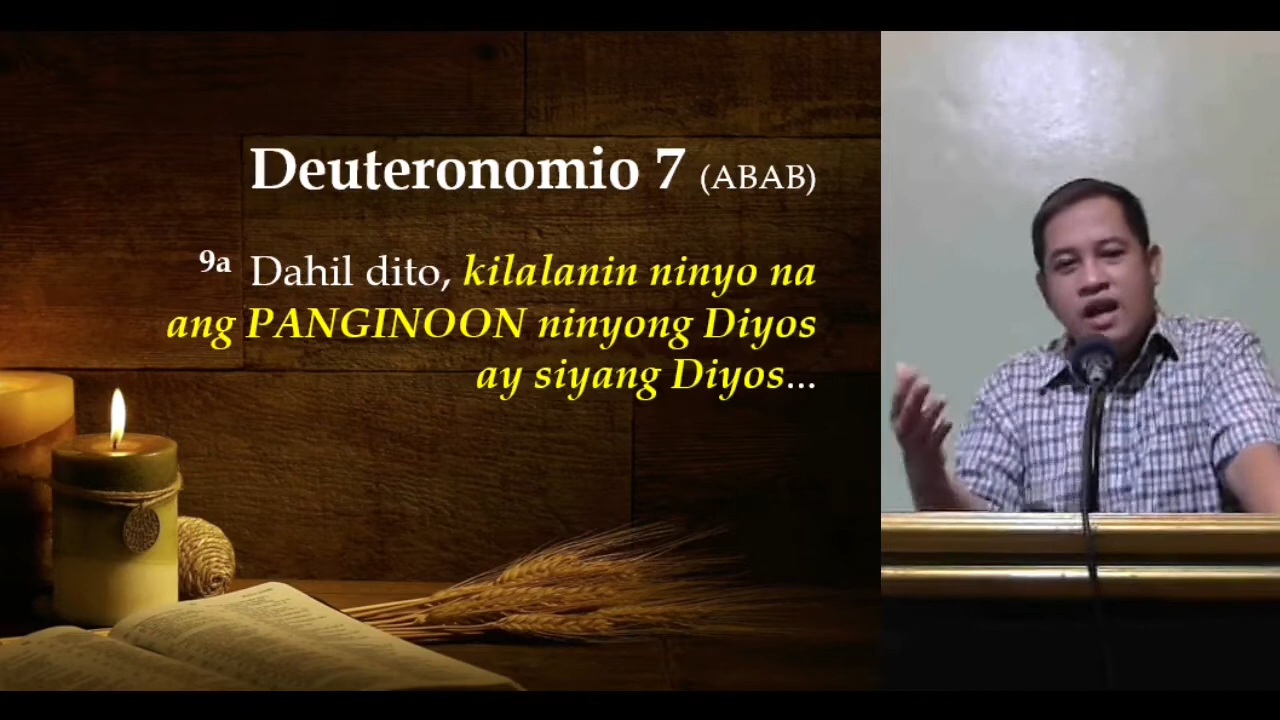 Deuteronomio 7 (ABAB)
9a Dahil dito, kilalanin ninyo na
ang PANGINOON ninyong Diyos
ay siyang Diyos...